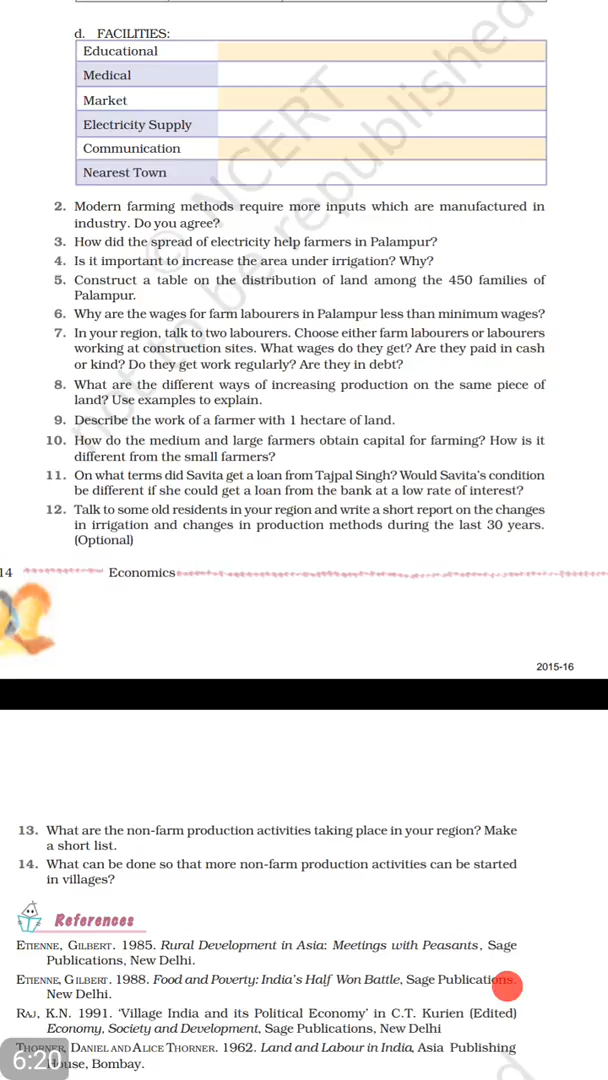 d. FACILITIES:
Educational
Medical
Market
Electricity Supply
Communication
Nearest Town
2. Modern farming methods require more inputs which are manufactured in
industry. Do you agree?
3. How did the spread of electricity help farmers in Palampur?
4. Is it important to increase the area under irrigation? Why?
5. Construct a table on the distribution of land among the 450 families of
Palampur.
6. Why are the wages for farm labourers in Palampur less than minimum wages?
7. In your region, talk to two labourers. Choose either farm labourers or labourers
working at construction sites. What wages do they get? Are they paid in cash
or kind? Do they get work regularly? Are they in debt?
8. What are the different ways of increasing production on the same piece of
land? Use examples to explain.
9. Describe the work of a farmer with 1 hectare of land.
10. How do the medium and large farmers obtain capital for farming? How is it
different from the small farmers?
11. On what terms did Savita get a loan from Tajpal Singh? Would Savita's condition
be different if she could get a loan from the bank at a low rate of interest?
12. Talk to some old residents in your region and write a short report on the changes
in irrigation and changes in production methods during the last 30 years.
(Optional)
© NCERT
not to be republished
14 Economics
2015-16
13. What are the non-farm production activities taking place in your region? Make
a short list.
14. What can be done so that more non-farm production activities can be started
in villages?
References
ETIENNE, GILBERT. 1985. Rural Development in Asia: Meetings with Peasants, Sage
Publications, New Delhi.
ETIENNE, GILBERT. 1988. Food and Poverty: India's Half Won Battle, Sage Publications.
New Delhi.
RAJ, K.N. 1991. 'Village India and its Political Economy' in C.T. Kurien (Edited)
Economy, Society and Development, Sage Publications, New Delhi
THORNER, DANIEL AND ALICE THORNER. 1962. Land and Labour in India, Asia Publishing
House, Bombay.
6:20